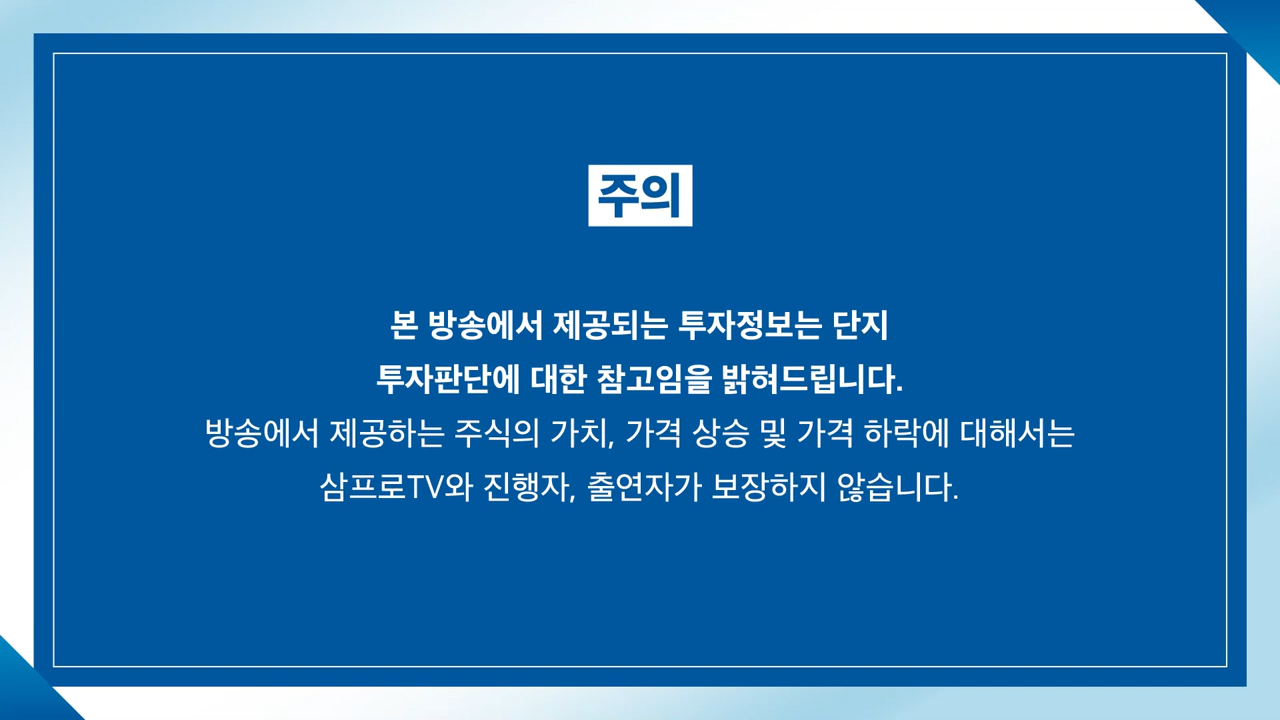 주의
본 방송에서 제공되는 투자정보는 단지
투자판단에 대한 참고임을 밝혀드립니다.
방송에서 제공하는 주식의 가치, 가격 상승 및 가격 하락에 대해서는
삼프로TV와 진행자, 출연자가 보장하지 않습니다.